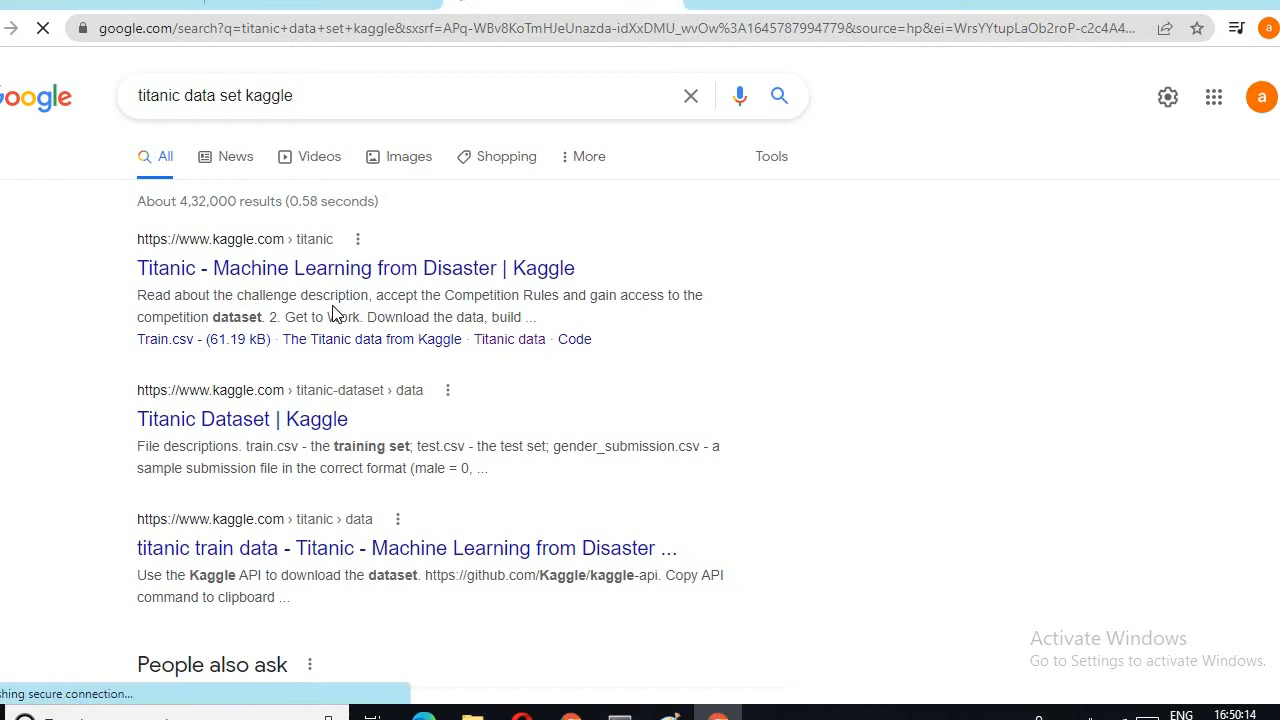 google.com/search?q=titanic+data+set+kaggle&sxsrf=APq-WBv8KoTmHJeUnazda-idXxDMU_wvOw%3A1645787994779&source=hp&ei=WrsYYtupLaOb2roP-c2c4A4...
oogle
titanic data set kaggle
a
a
All
News
Videos
Images
Shopping
More
Tools
About 4,32,000 results (0.58 seconds)
https://www.kaggle.com › titanic
Titanic - Machine Learning from Disaster | Kaggle
Read about the challenge description, accept the Competition Rules and gain access to the
competition dataset. 2. Get to Work. Download the data, build ...
Train.csv - (61.19 kB) · The Titanic data from Kaggle · Titanic data · Code
https://www.kaggle.com › titanic-dataset › data
Titanic Dataset | Kaggle
File descriptions. train.csv - the training set; test.csv - the test set; gender_submission.csv - a
sample submission file in the correct format (male = 0, ...
https://www.kaggle.com › titanic › data
titanic train data - Titanic - Machine Learning from Disaster ...
Use the Kaggle API to download the dataset. https://github.com/Kaggle/kaggle-api. Copy API
command to clipboard ...
People also ask
Activate Windows
Go to Settings to activate Windows.
shing secure connection...
ENG
16:50:14